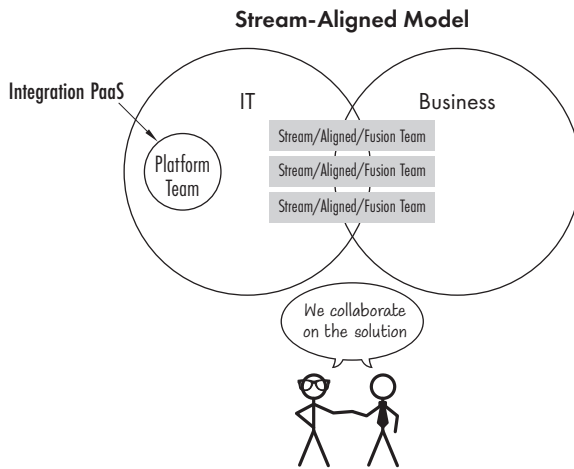 Stream-Aligned Model
Integration PaaS
IT
Business
Platform
Team
Stream/Aligned/Fusion Team
Stream/Aligned/Fusion Team
Stream/Aligned/Fusion Team
We collaborate
on the solution